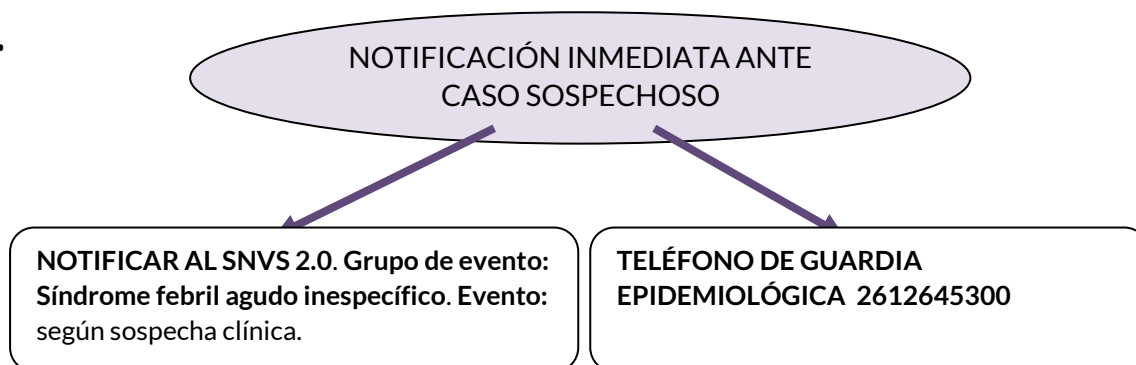 NOTIFICACIÓN INMEDIATA ANTE
CASO SOSPECHOSO
NOTIFICAR AL SNVS 2.0. Grupo de evento:
Síndrome febril agudo inespecífico. Evento:
según sospecha clínica.
TELÉFONO DE GUARDIA
EPIDEMIOLÓGICA 2612645300